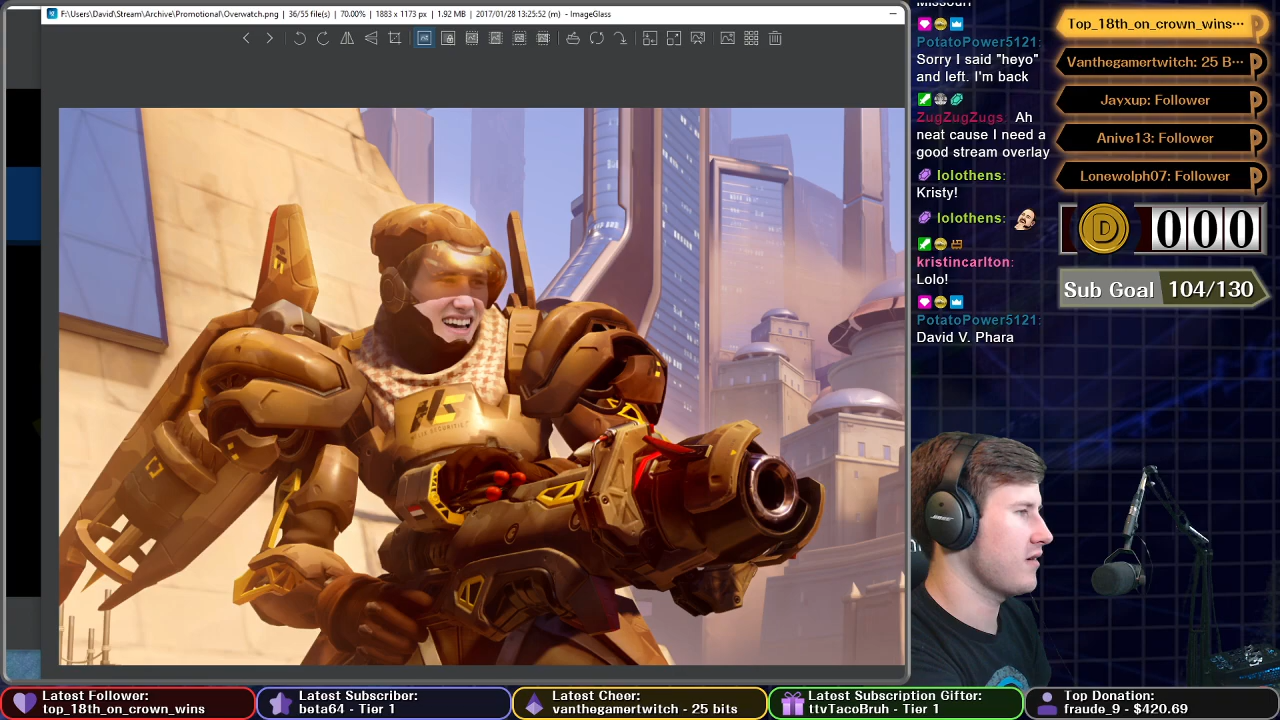 F:\Users\David\Stream\Archive\Promotional\Overwatch.png | 36/55 file(s) | 70.00% | 1883 x 1173 px | 1.92 MB | 2017/01/28 13:25:52 (m) - ImageGlass
Missouri
PotatoPower5121:
Sorry I said "heyo"
and left. I'm back
ZugZugZugs: Ah
neat cause I need a
good stream overlay
lolothens:
Kristy!
lolothens:
kristincarlton:
Lolo!
PotatoPower5121:
David V. Phara
Top_18th_on_crown_wins···
Vanthegamertwitch: 25 B···
Jayxup: Follower
Anive13: Follower
Lonewolph07: Follower
D 000
Sub Goal 104/130
BOSE
Latest Follower:
top_18th_on_crown_wins
Latest Subscriber:
beta64 - Tier 1
Latest Cheer:
vanthegamertwitch - 25 bits
Latest Subscription Gifter:
ttvTacoBruh - Tier 1
Top Donation:
fraude_9 - $420.69